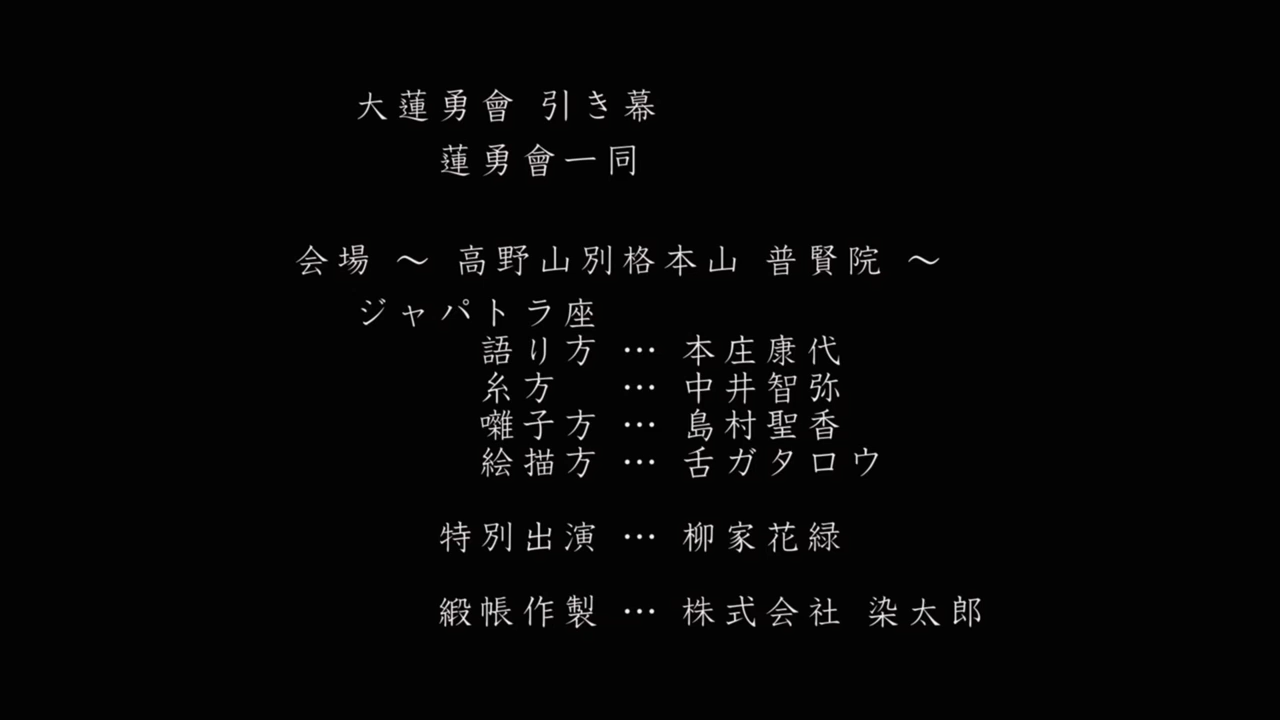 大蓮勇會 引き幕
蓮勇會一同
会場 ～ 高野山別格本山 普賢院 ～
ジャパトラ座
語り方 … 本庄康代
糸方 … 中井智弥
囃子方 … 島村聖香
絵描方 … 舌ガタロウ
特別出演 … 柳家花緑
緞帳作製 … 株式会社 染太郎